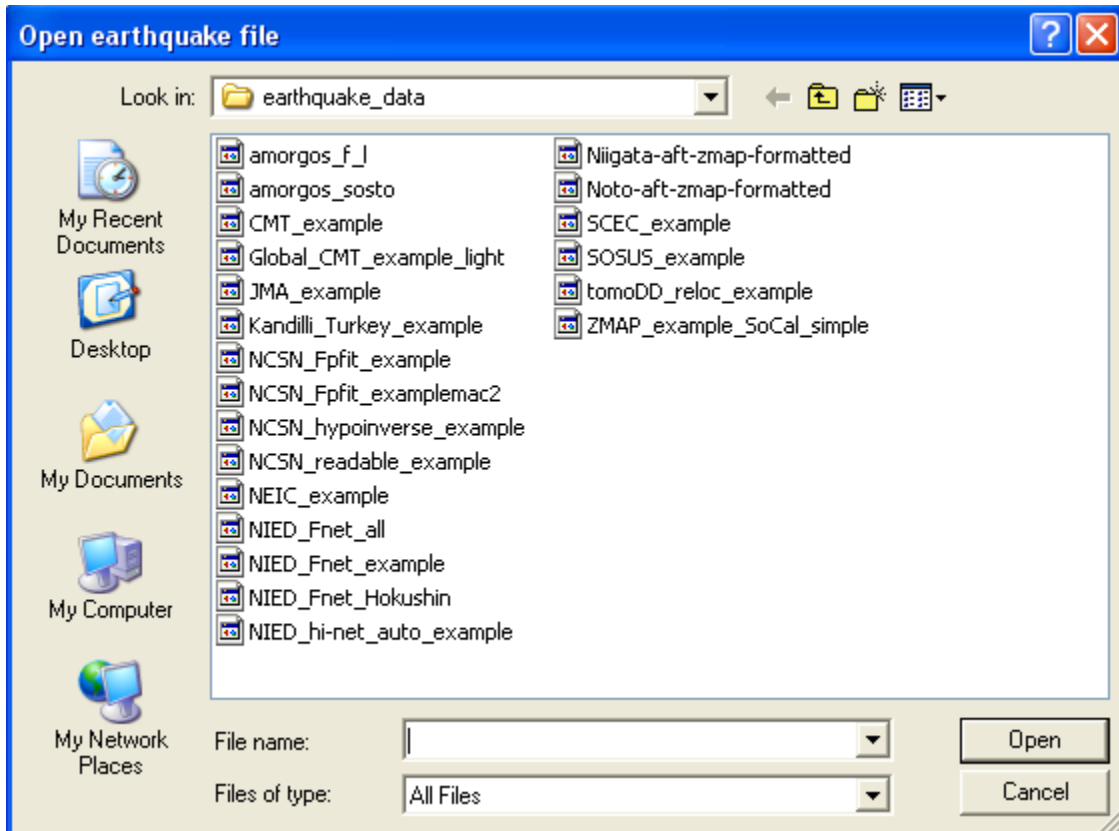 Open earthquake file
Look in:
earthquake_data
My Recent
Documents
Desktop
My Documents
My Computer
My Network
Places
amorgos_f_l
amorgos_sosto
CMT_example
Global_CMT_example_light
JMA_example
Kandilli_Turkey_example
NCSN_Fpfit_example
NCSN_Fpfit_examplemac2
NCSN_hypoinverse_example
NCSN_readable_example
NEIC_example
NIED_Fnet_all
NIED_Fnet_example
NIED_Fnet_Hokushin
NIED_hi-net_auto_example
Niigata-aft-zmap-formatted
Noto-aft-zmap-formatted
SCEC_example
SOSUS_example
tomoDD_reloc_example
ZMAP_example_SoCal_simple
File name:
Open
Files of type:
All Files
Cancel